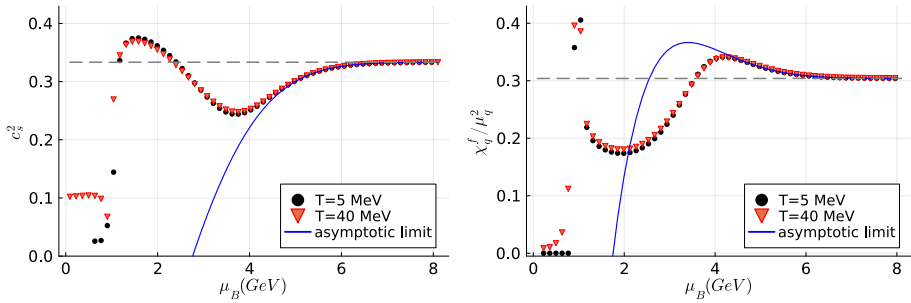 0.4
0.3
0.2
0.1
0.0
c_s^2
0 2 4 6 8
μ_B(GeV)
T=5 MeV
T=40 MeV
asymptotic limit
0.4
0.3
0.2
0.1
0.0
χ_q^f/μ_q^2
0 2 4 6 8
μ_B(GeV)
T=5 MeV
T=40 MeV
asymptotic limit